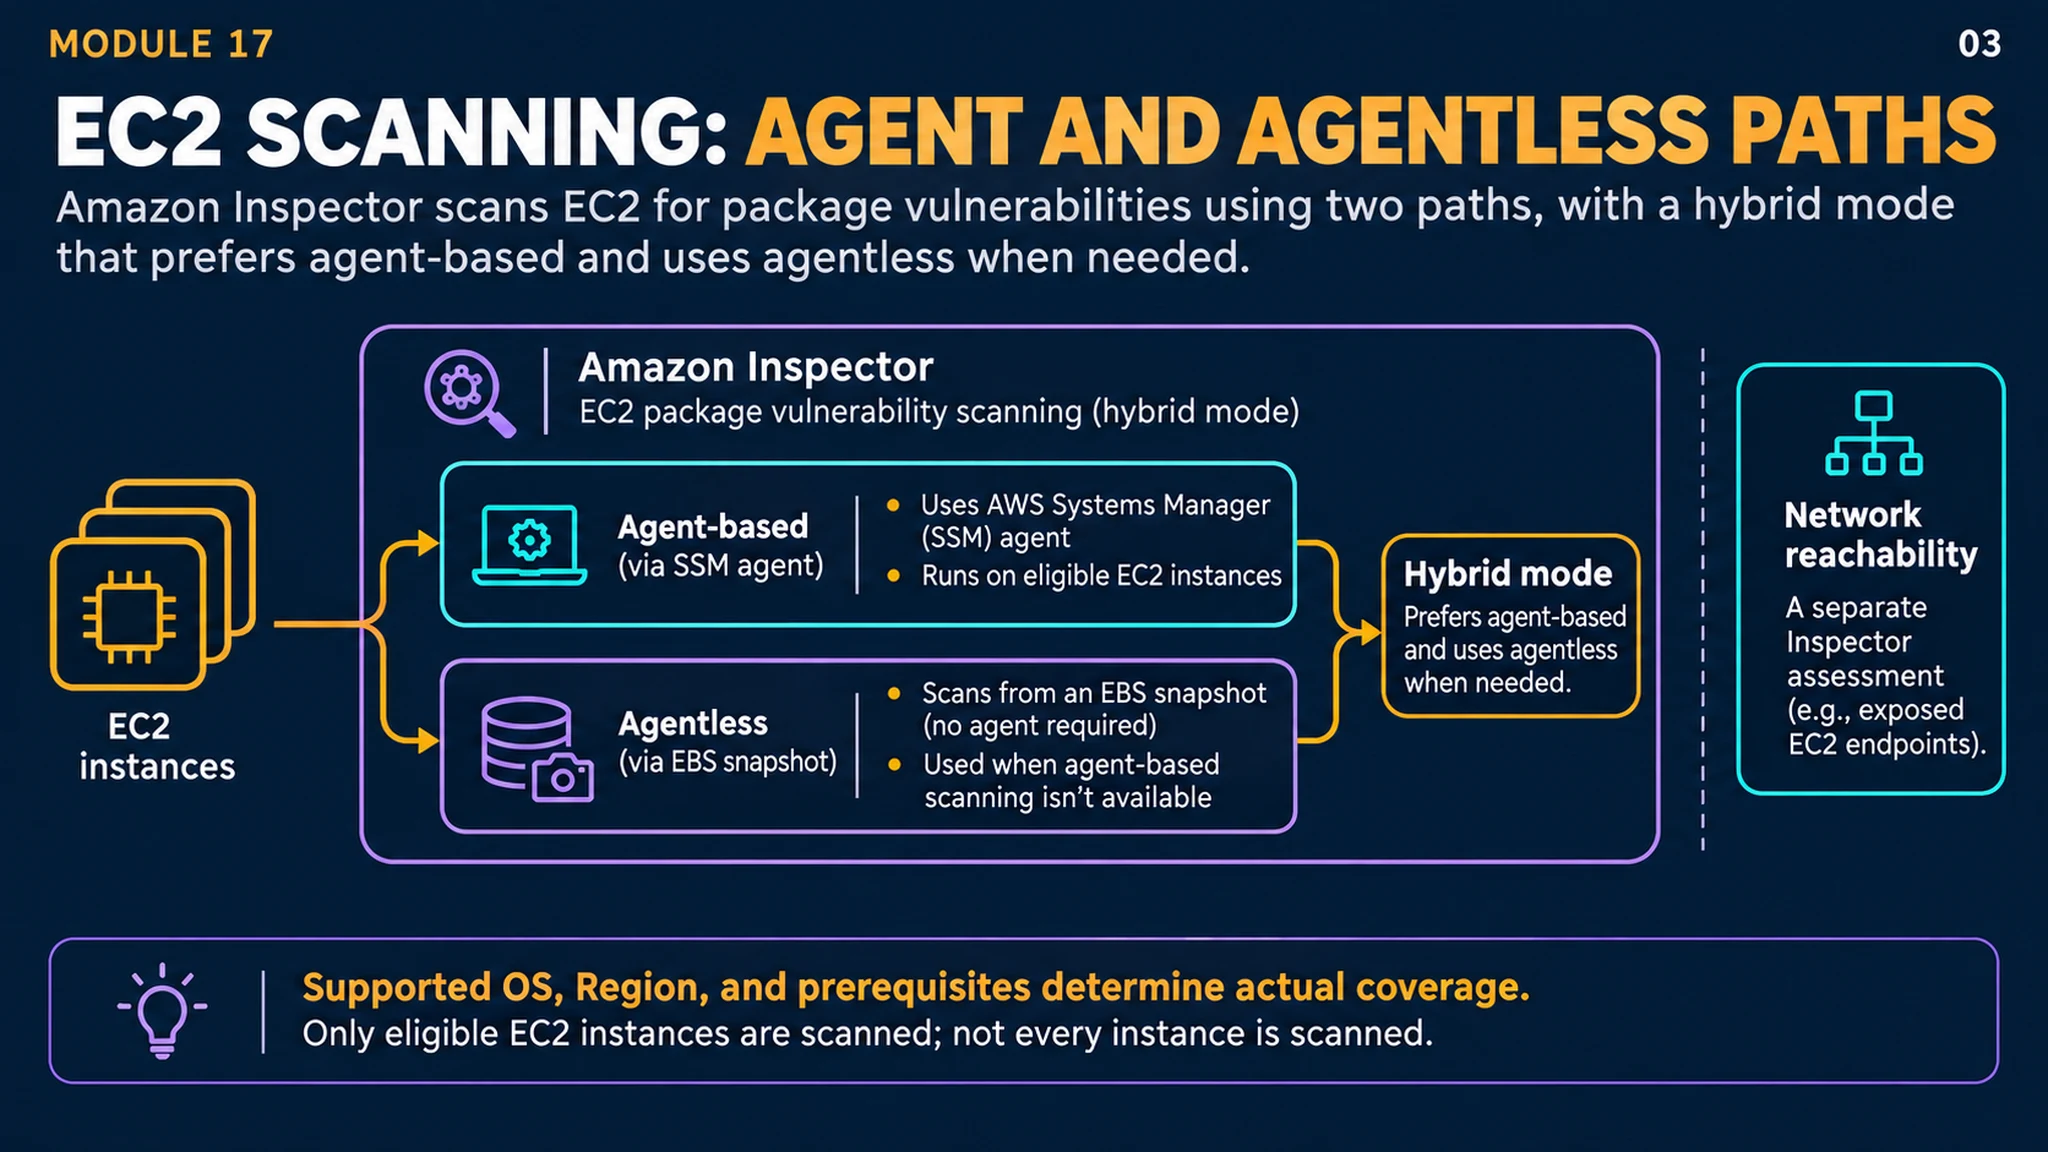 MODULE 17
03
EC2 SCANNING: AGENT AND AGENTLESS PATHS
Amazon Inspector scans EC2 for package vulnerabilities using two paths, with a hybrid mode
that prefers agent-based and uses agentless when needed.
Amazon Inspector
EC2 package vulnerability scanning (hybrid mode)
EC2
instances
Agent-based
(via SSM agent)
• Uses AWS Systems Manager
(SSM) agent
• Runs on eligible EC2 instances
Agentless
(via EBS snapshot)
• Scans from an EBS snapshot
(no agent required)
• Used when agent-based
scanning isn't available
Hybrid mode
Prefers agent-based
and uses agentless
when needed.
Network
reachability
A separate
Inspector
assessment
(e.g., exposed
EC2 endpoints).
Supported OS, Region, and prerequisites determine actual coverage.
Only eligible EC2 instances are scanned; not every instance is scanned.